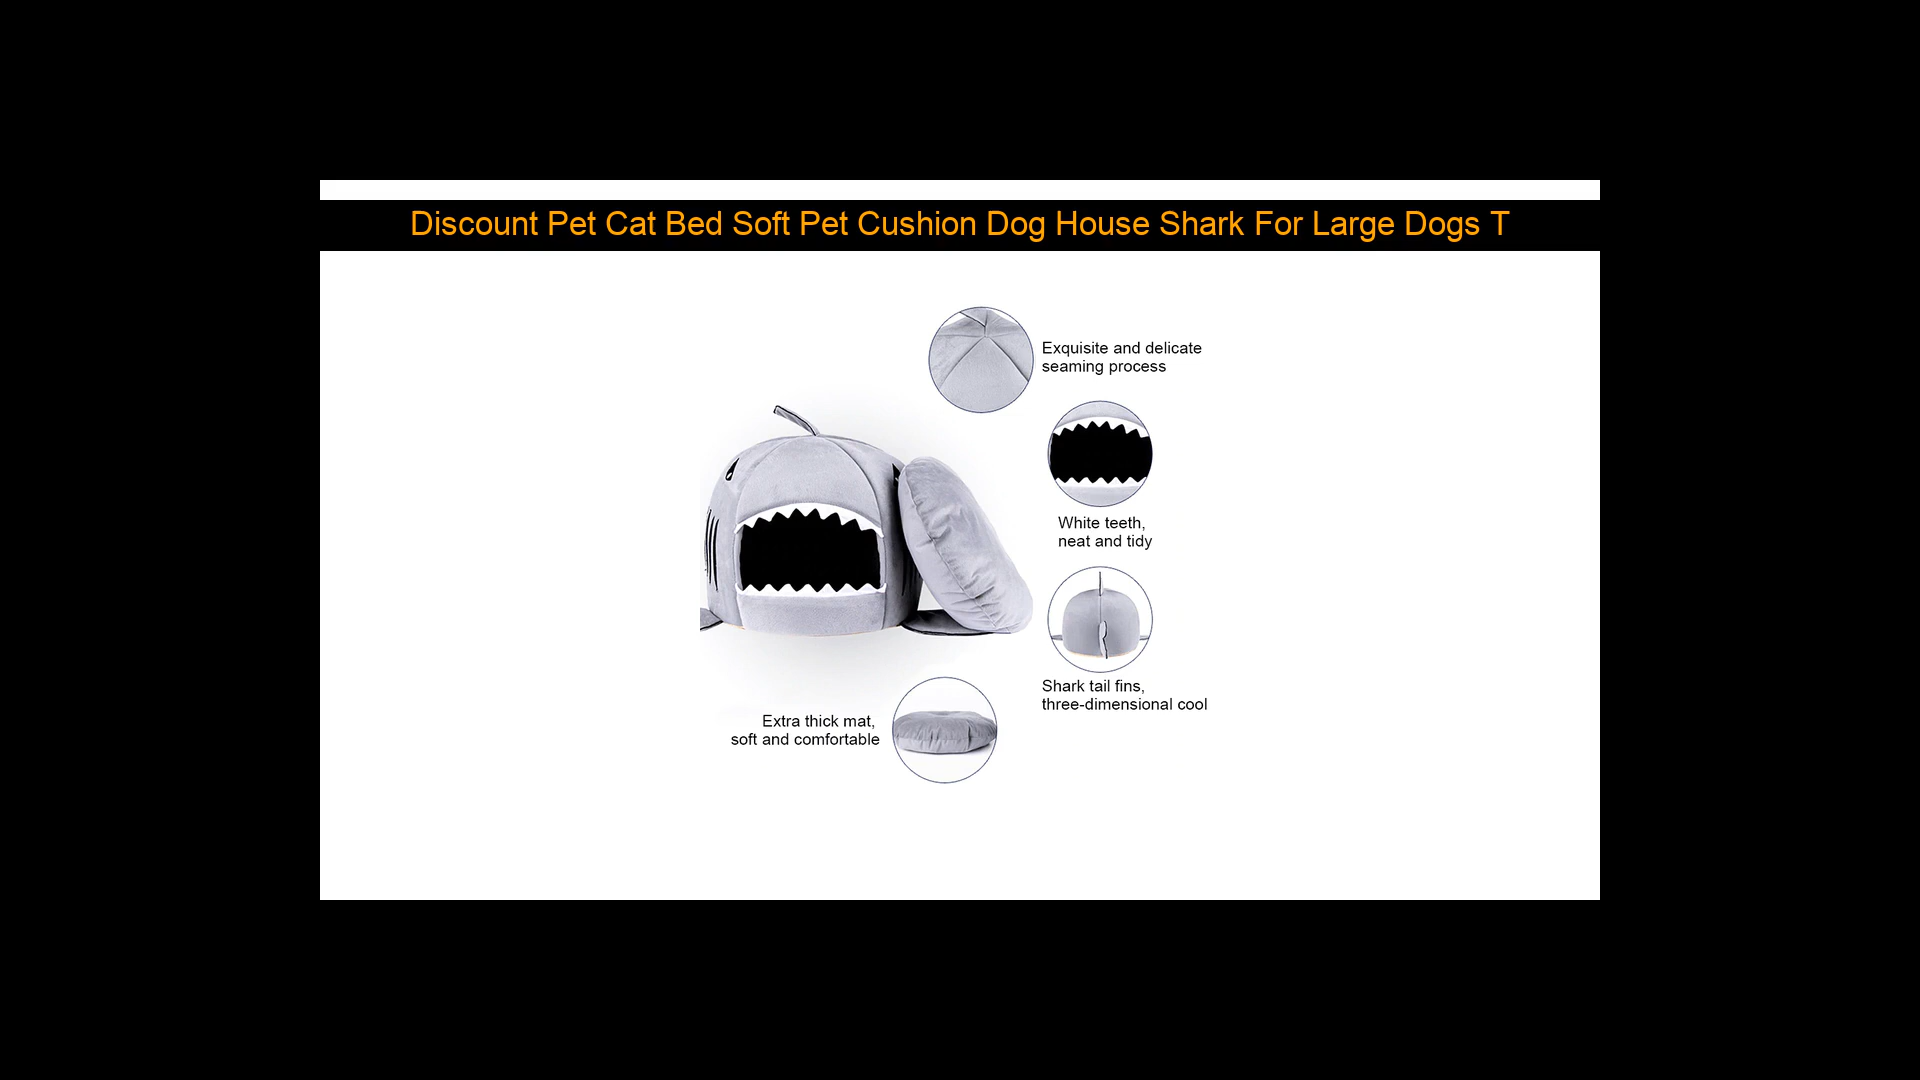 Discount Pet Cat Bed Soft Pet Cushion Dog House Shark For Large Dogs T
Exquisite and delicate
seaming process
White teeth,
neat and tidy
Shark tail fins,
three-dimensional cool
Extra thick mat,
soft and comfortable